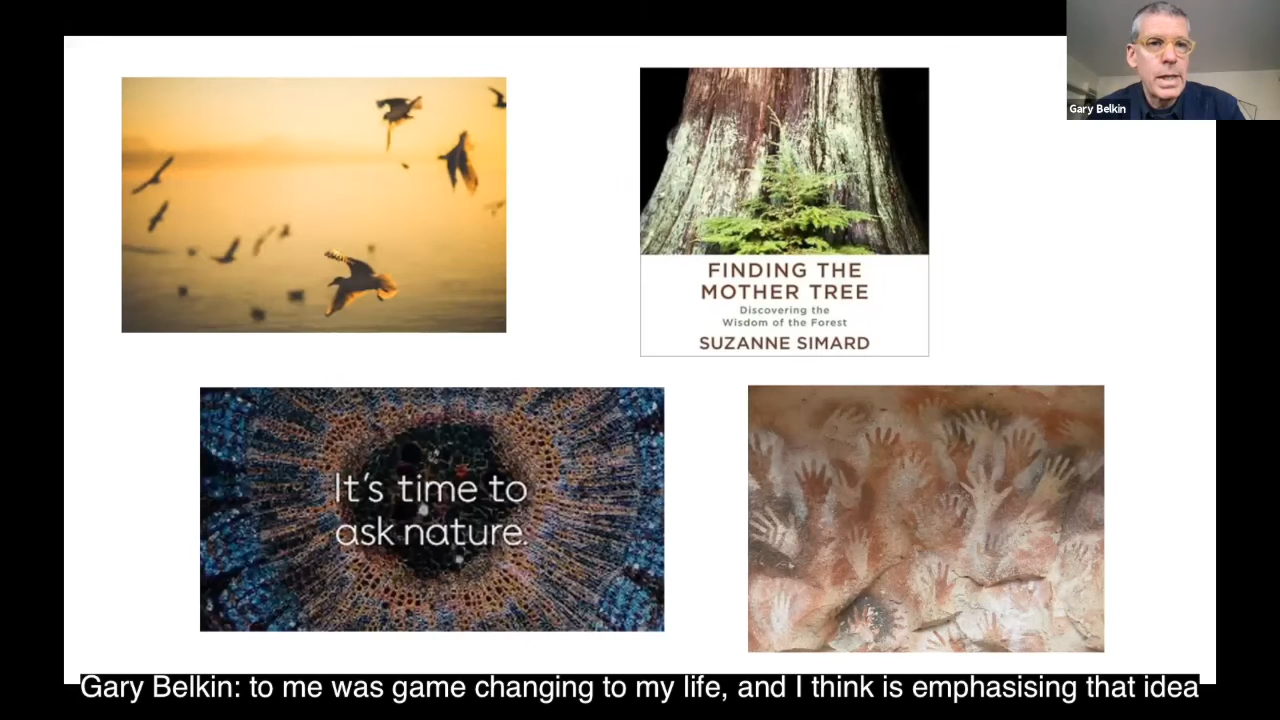 Gary Belkin
FINDING THE
MOTHER TREE
Discovering the
Wisdom of the Forest
SUZANNE SIMARD
It's time to
ask nature.
Gary Belkin: to me was game changing to my life, and I think is emphasising that idea